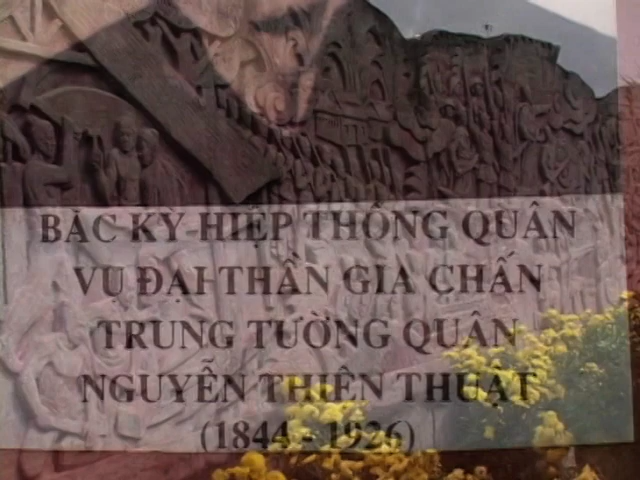 BẮC KỲ HIỆP THỐNG QUÂN
VỤ ĐẠI THẦN GIA CHẤN
TRUNG TƯỚNG QUÂN
NGUYỄN THIỆN THUẬT
(1844 - 1926)